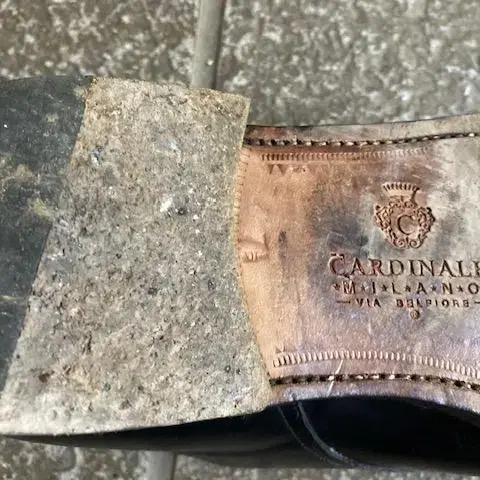 C
CARDINALE
*M*I*L*A*N*O
— VIA BELFIORE —